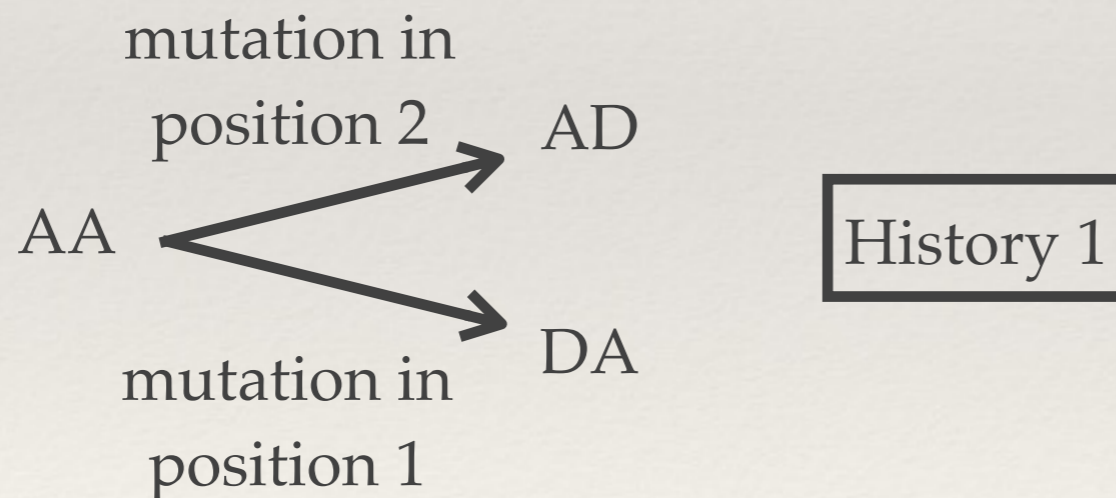 mutation in
position 2
AD
AA
History 1
DA
mutation in
position 1